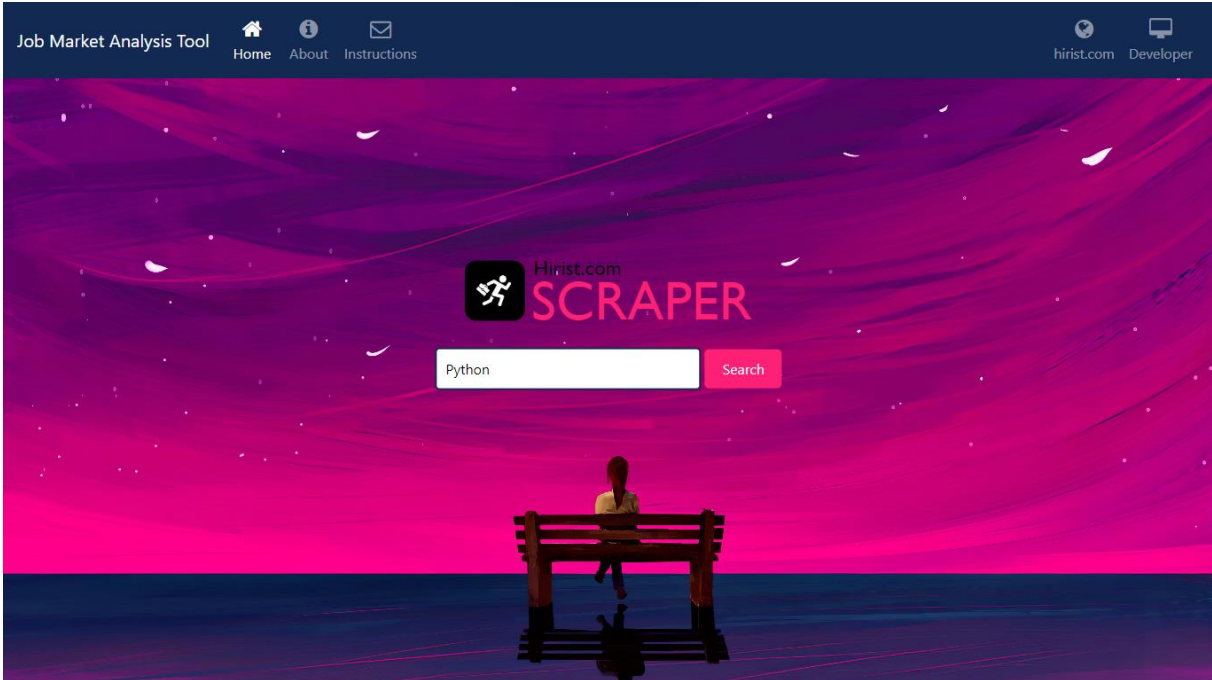 Job Market Analysis Tool
Home
About
Instructions
hirist.com
Developer
Hirist.com
SCRAPER
Python
Search